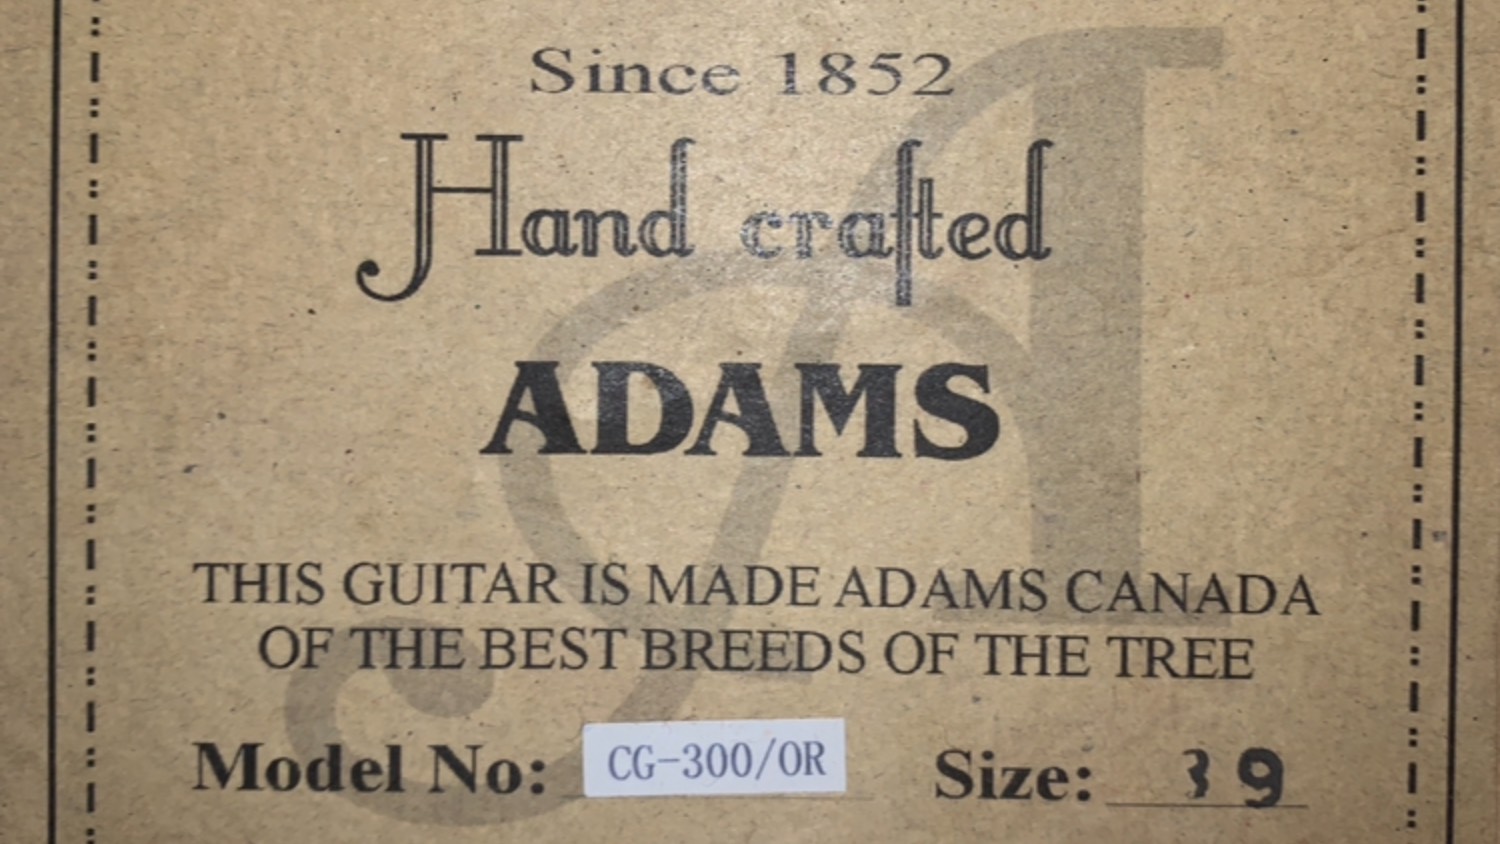 Since 1852
Hand crafted
ADAMS
THIS GUITAR IS MADE ADAMS CANADA
OF THE BEST BREEDS OF THE TREE
Model No: CG-300/OR Size: 39